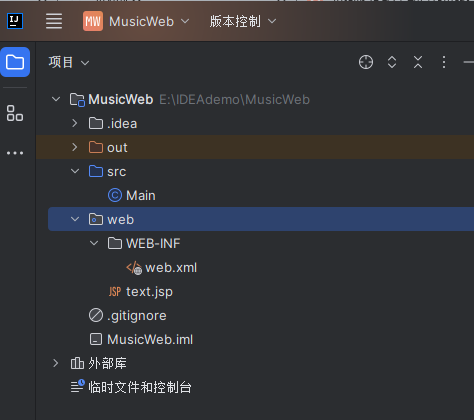 IJ MW MusicWeb 版本控制
项目
MusicWeb E:\IDEAdemo\MusicWeb
.idea
out
src
C Main
web
WEB-INF
web.xml
JSP text.jsp
.gitignore
MusicWeb.iml
外部库
临时文件和控制台